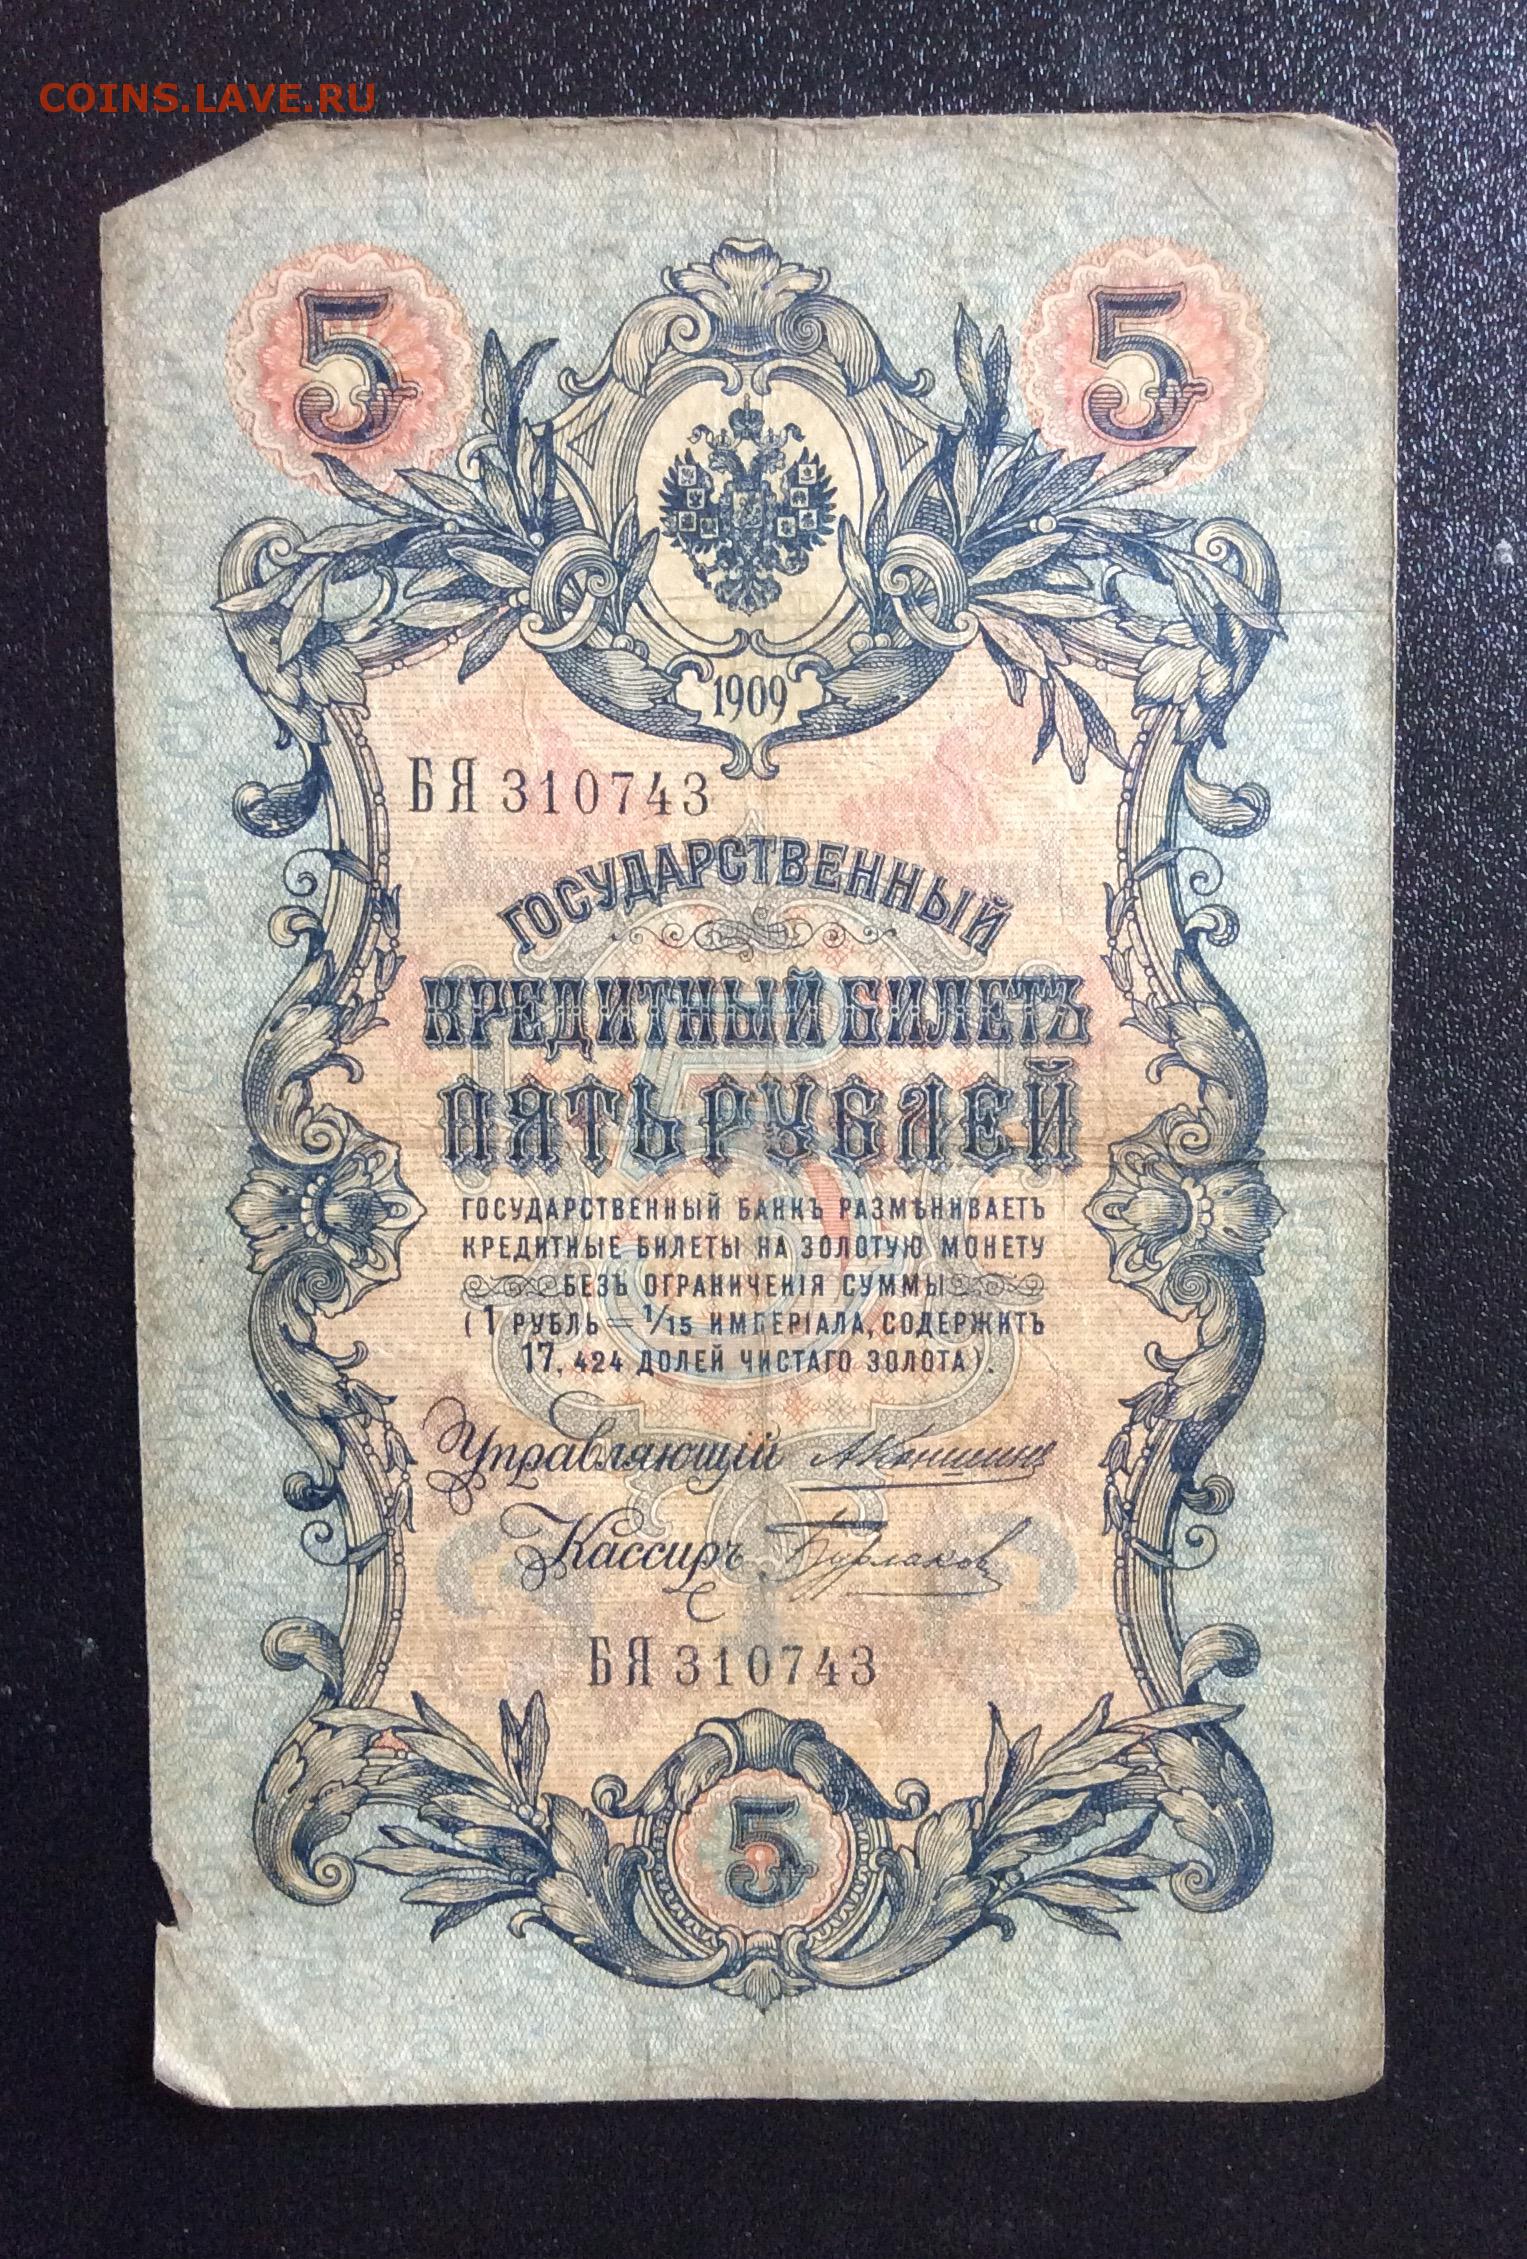 COINS.LAVE.RU
5 5
1909
БЯ 310743
ГОСУДАРСТВЕННЫЙ
КРЕДИТНЫЙ БИЛЕТЪ
ПЯТЬ РУБЛЕЙ
ГОСУДАРСТВЕННЫЙ БАНКЪ РАЗМѢНИВАЕТЪ
КРЕДИТНЫЕ БИЛЕТЫ НА ЗОЛОТУЮ МОНЕТУ
БЕЗЪ ОГРАНИЧЕНІЯ СУММЫ
(1 РУБЛЬ = 1/15 ИМПЕРІАЛА, СОДЕРЖИТЪ
17,424 ДОЛЕЙ ЧИСТАГО ЗОЛОТА).
Управляющій АКоншинъ
Кассиръ Бурлаковъ
БЯ 310743
5